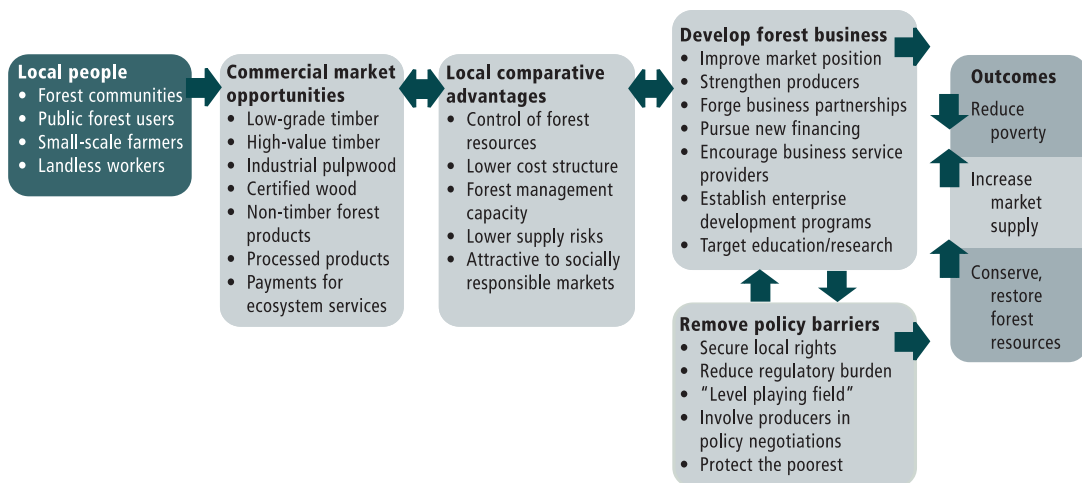 Local people
• Forest communities
• Public forest users
• Small-scale farmers
• Landless workers
Commercial market
opportunities
• Low-grade timber
• High-value timber
• Industrial pulpwood
• Certified wood
• Non-timber forest
products
• Processed products
• Payments for
ecosystem services
Local comparative
advantages
• Control of forest
resources
• Lower cost structure
• Forest management
capacity
• Lower supply risks
• Attractive to socially
responsible markets
Develop forest business
• Improve market position
• Strengthen producers
• Forge business partnerships
• Pursue new financing
• Encourage business service
providers
• Establish enterprise
development programs
• Target education/research
Remove policy barriers
• Secure local rights
• Reduce regulatory burden
• “Level playing field”
• Involve producers in
policy negotiations
• Protect the poorest
Outcomes
Reduce
poverty
Increase
market
supply
Conserve,
restore
forest
resources